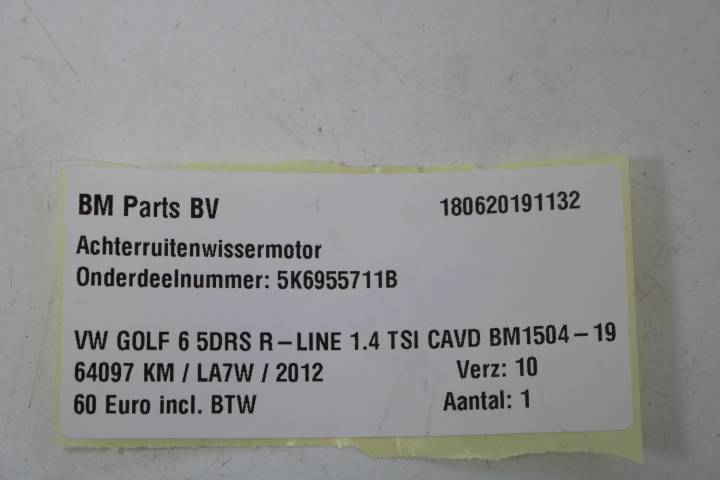 BM Parts BV 180620191132
Achterruitenwissermotor
Onderdeelnummer: 5K6955711B
VW GOLF 6 5DRS R-LINE 1.4 TSI CAVD BM1504-19
64097 KM / LA7W / 2012 Verz: 10
60 Euro incl. BTW Aantal: 1